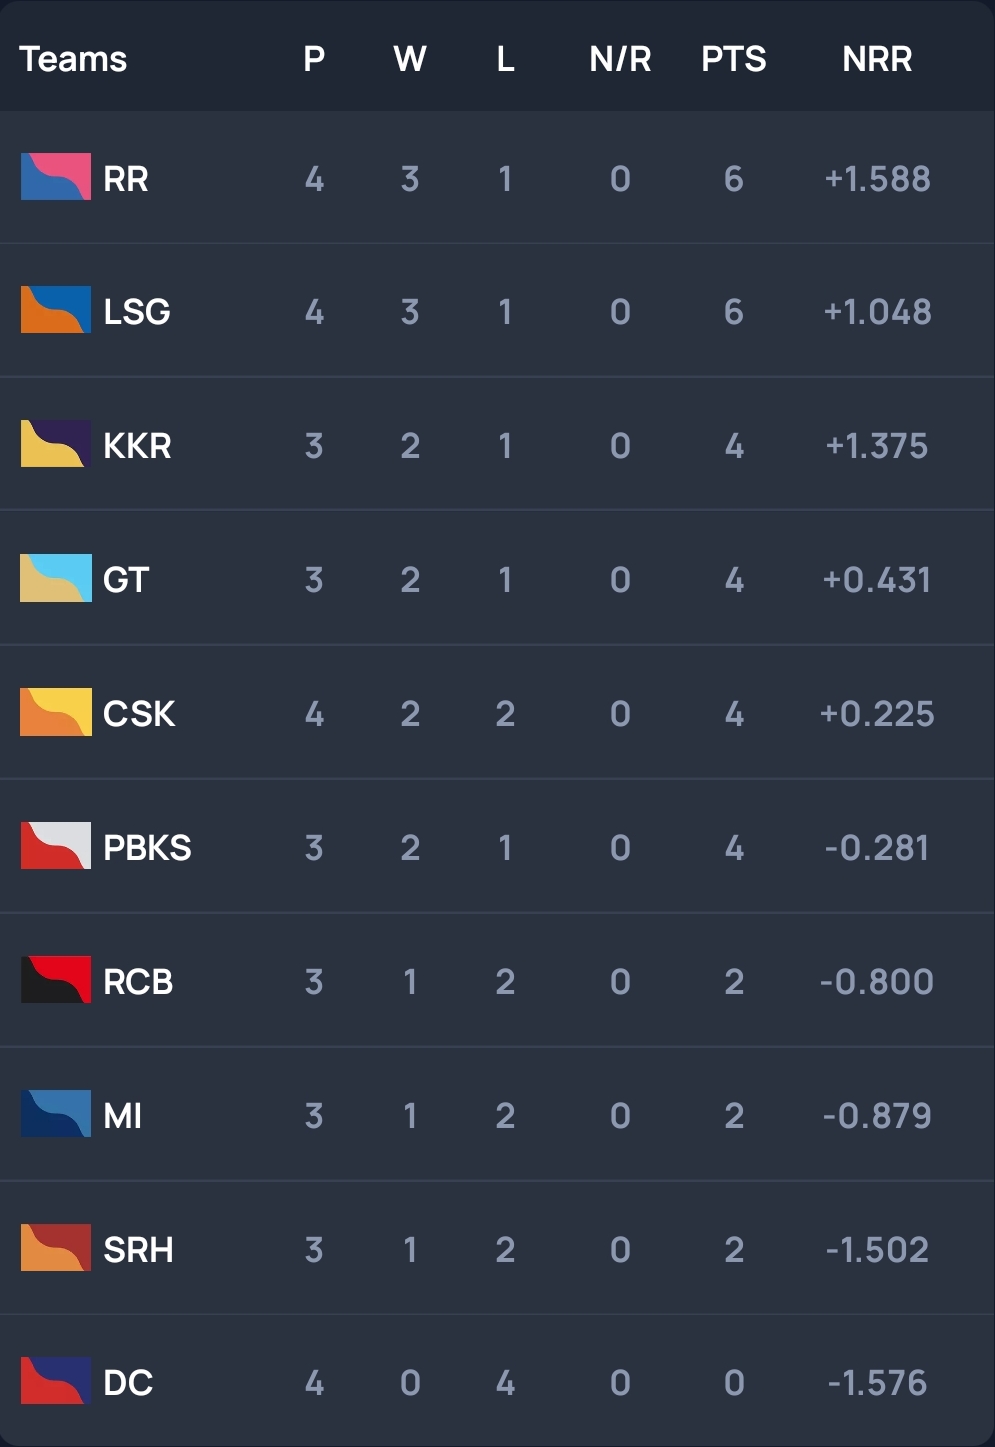 Teams P W L N/R PTS NRR
RR 4 3 1 0 6 +1.588
LSG 4 3 1 0 6 +1.048
KKR 3 2 1 0 4 +1.375
GT 3 2 1 0 4 +0.431
CSK 4 2 2 0 4 +0.225
PBKS 3 2 1 0 4 -0.281
RCB 3 1 2 0 2 -0.800
MI 3 1 2 0 2 -0.879
SRH 3 1 2 0 2 -1.502
DC 4 0 4 0 0 -1.576